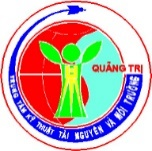 QUẢNG TRỊ
TRUNG TÂM KỸ THUẬT TÀI NGUYÊN VÀ MÔI TRƯỜNG